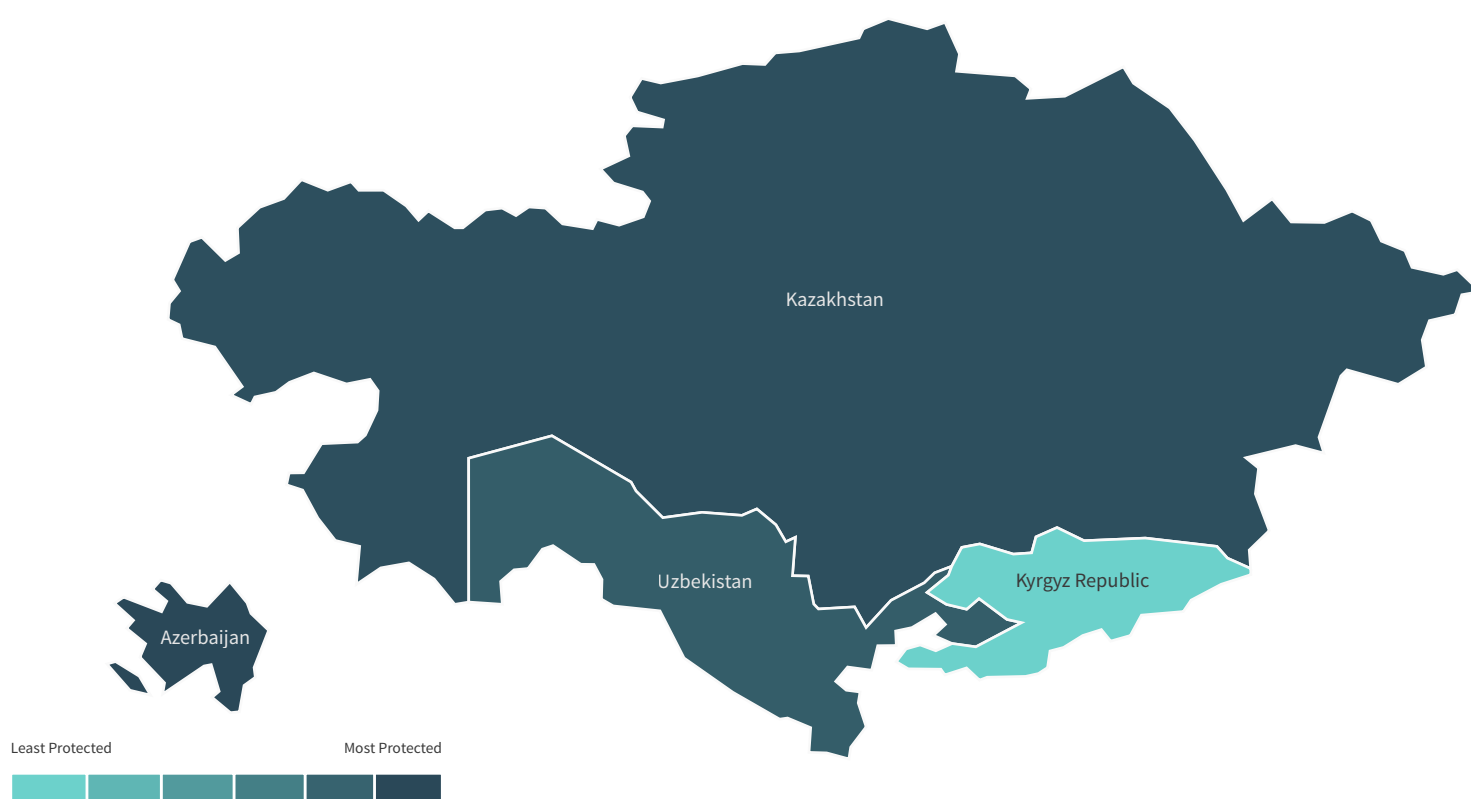 Kazakhstan
Uzbekistan
Kyrgyz Republic
Azerbaijan
Least Protected
Most Protected